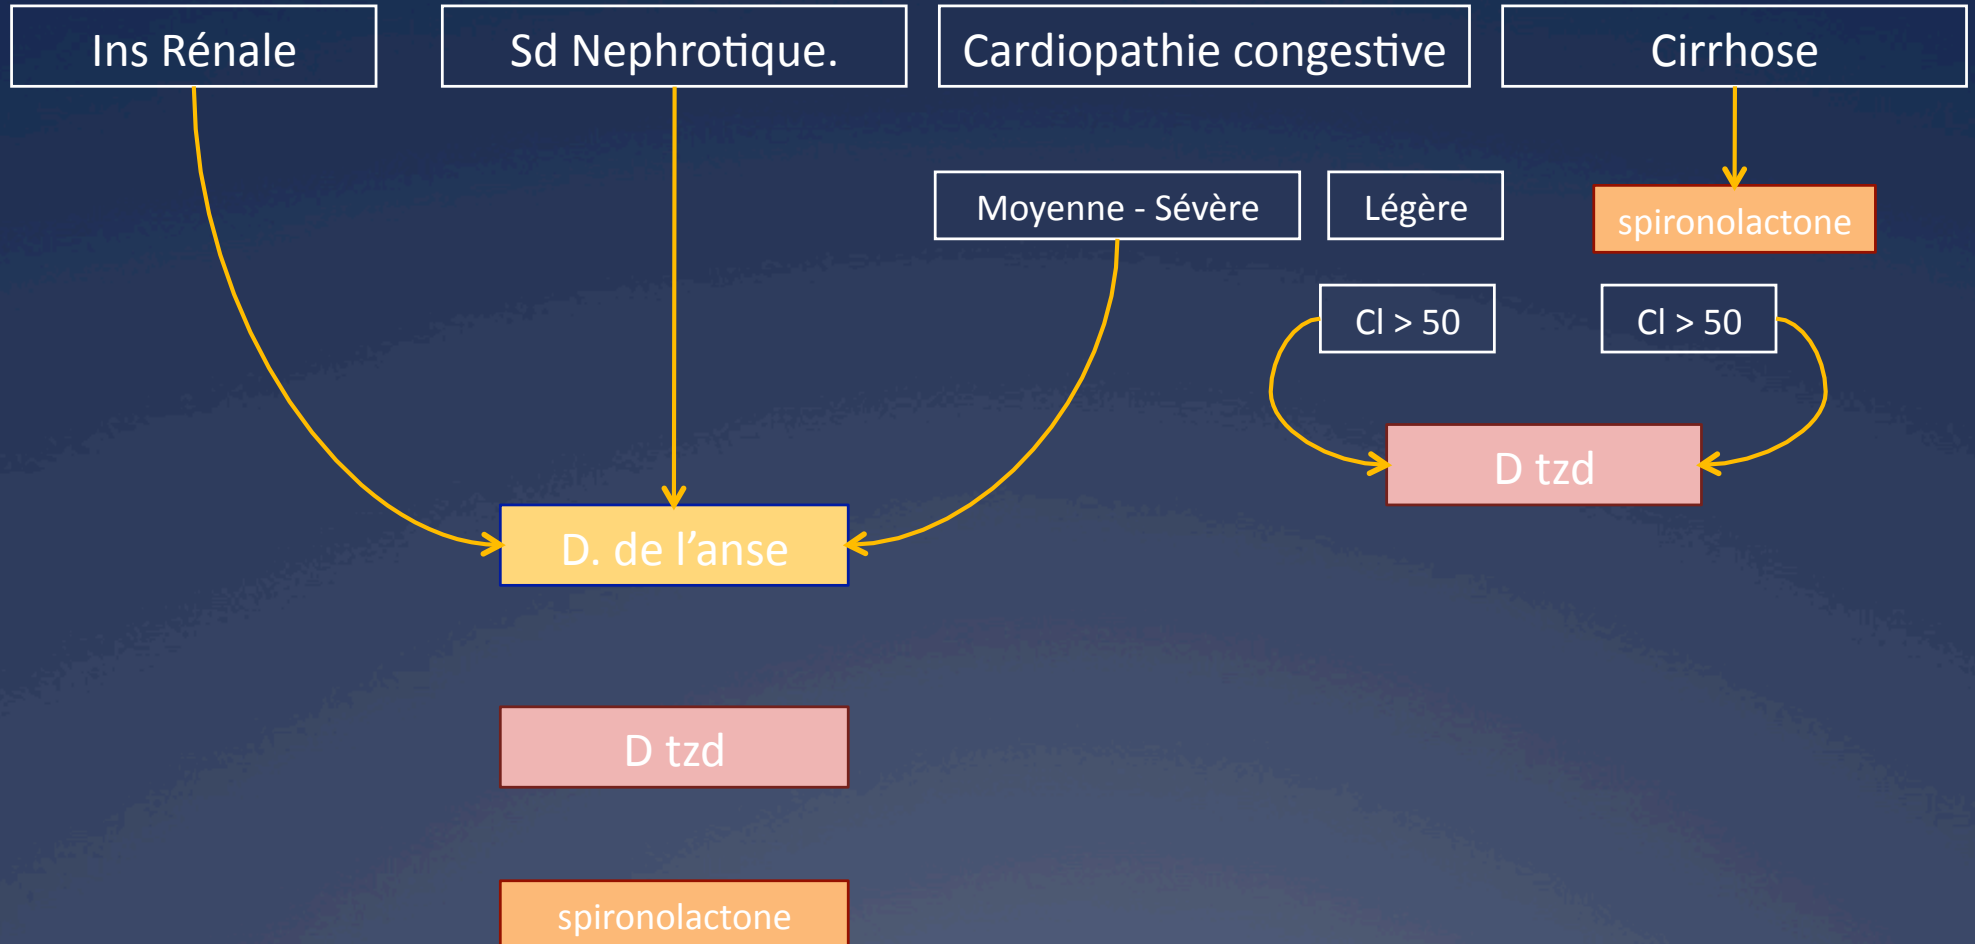 Ins Rénale
Sd Nephrotique.
Cardiopathie congestive
Cirrhose
Moyenne - Sévère
Légère
spironolactone
Cl > 50
Cl > 50
D tzd
D. de l’anse
D tzd
spironolactone